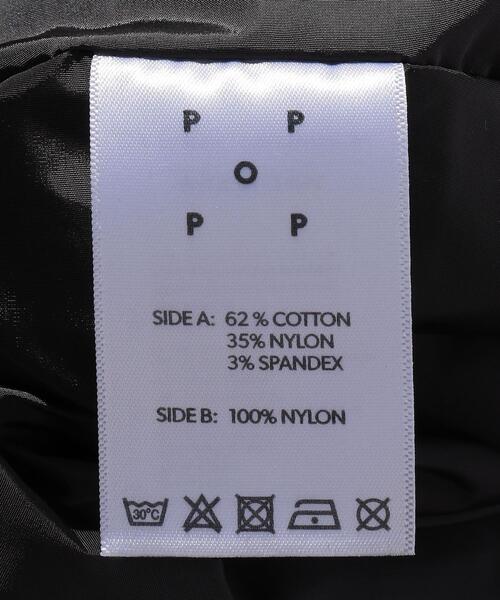 P P
O
P P
SIDE A: 62 % COTTON
35% NYLON
3% SPANDEX
SIDE B: 100% NYLON
30°C